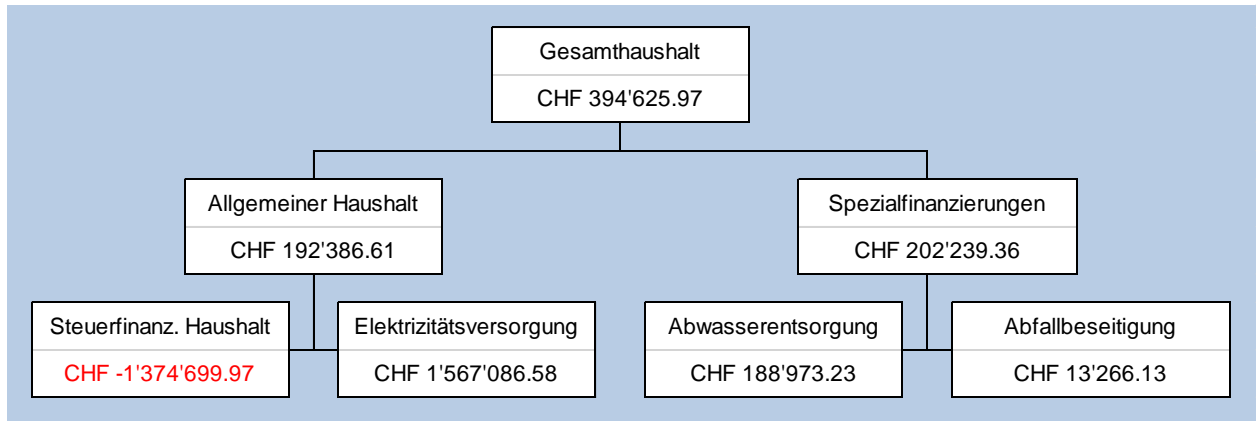 Gesamthaushalt
CHF 394'625.97
Allgemeiner Haushalt
CHF 192'386.61
Spezialfinanzierungen
CHF 202'239.36
Steuerfinanz. Haushalt
CHF -1'374'699.97
Elektrizitätsversorgung
CHF 1'567'086.58
Abwasserentsorgung
CHF 188'973.23
Abfallbeseitigung
CHF 13'266.13